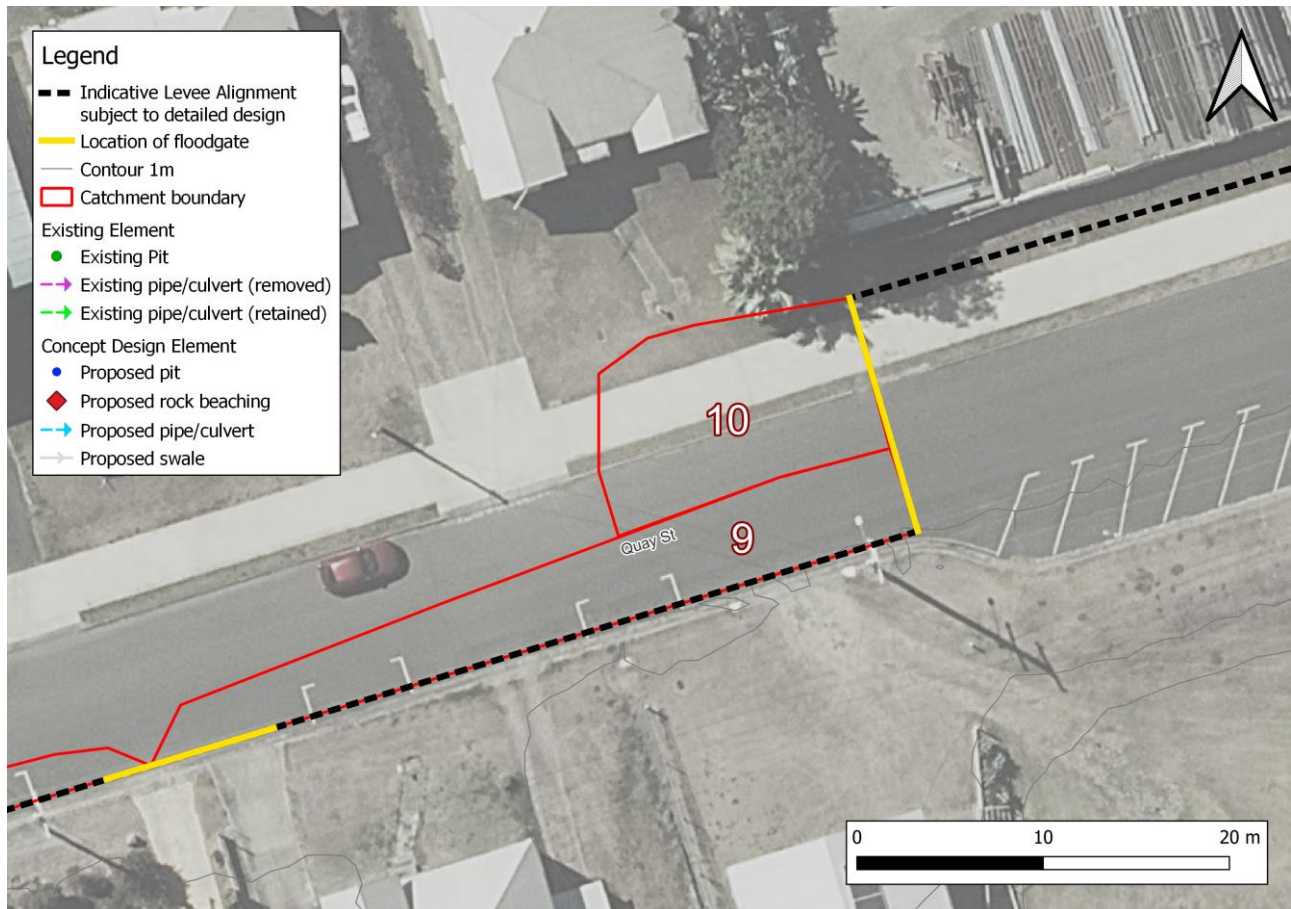 Legend
Indicative Levee Alignment
subject to detailed design
Location of floodgate
Contour 1m
Catchment boundary
Existing Element
Existing Pit
Existing pipe/culvert (removed)
Existing pipe/culvert (retained)
Concept Design Element
Proposed pit
Proposed rock beaching
Proposed pipe/culvert
Proposed swale
10
9
Quay St
0 10 20 m